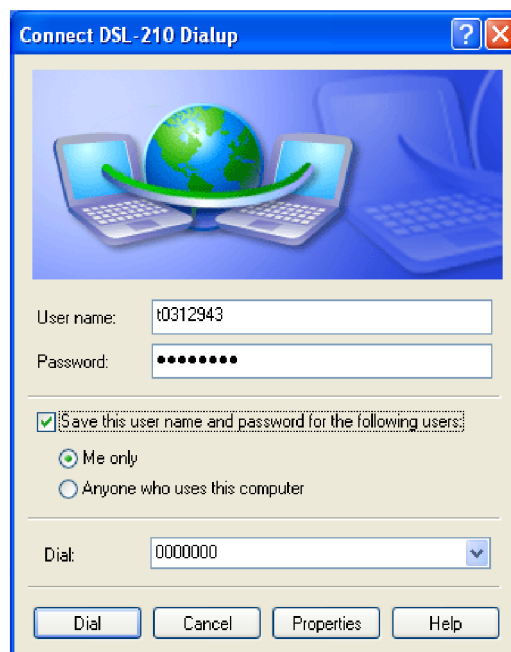 Connect DSL-210 Dialup
User name: t0312943
Password: ••••••••
Save this user name and password for the following users:
Me only
Anyone who uses this computer
Dial: 0000000
Dial Cancel Properties Help